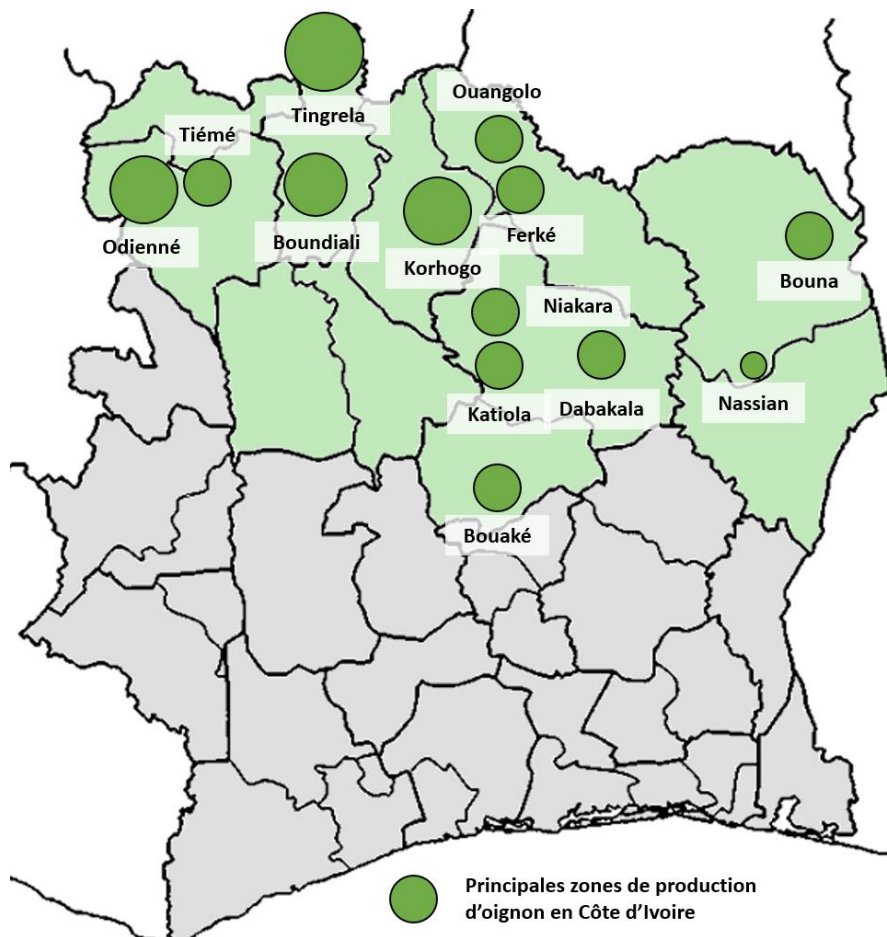 Ouangolo
Tingrela
Tiémé
Odienné
Boundiali
Korhogo
Ferké
Bouna
Niakara
Katiola
Dabakala
Nassian
Bouaké
Principales zones de production
d’oignon en Côte d’Ivoire